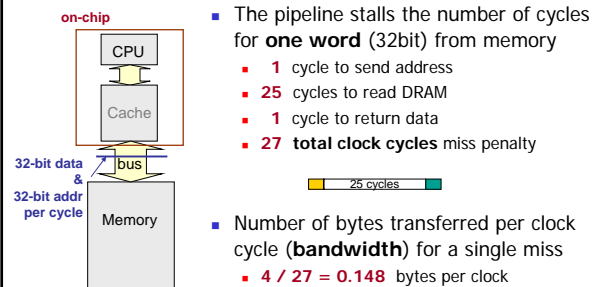 on-chip
CPU
Cache
bus
32-bit data
&
32-bit addr
per cycle
Memory
The pipeline stalls the number of cycles
for one word (32bit) from memory
1 cycle to send address
25 cycles to read DRAM
1 cycle to return data
27 total clock cycles miss penalty
25 cycles
Number of bytes transferred per clock
cycle (bandwidth) for a single miss
4 / 27 = 0.148 bytes per clock